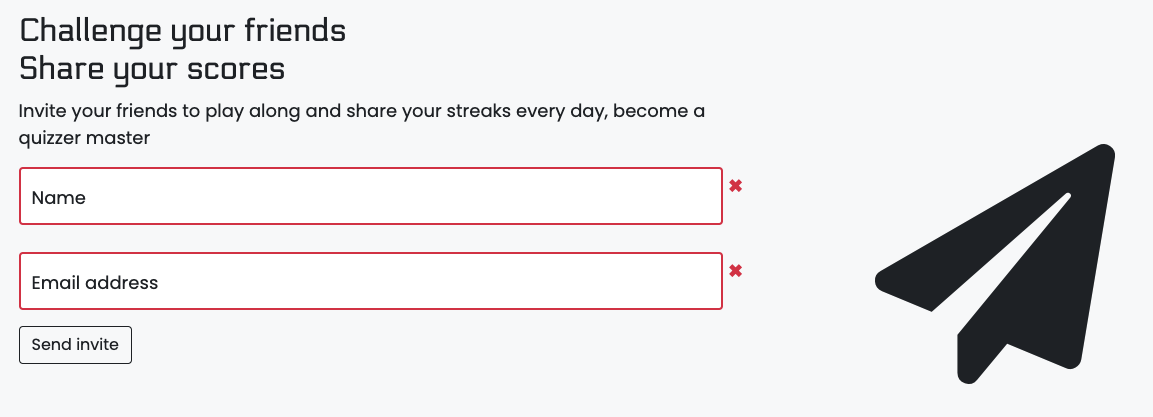 Challenge your friends
Share your scores
Invite your friends to play along and share your streaks every day, become a
quizzer master
Name
Email address
Send invite